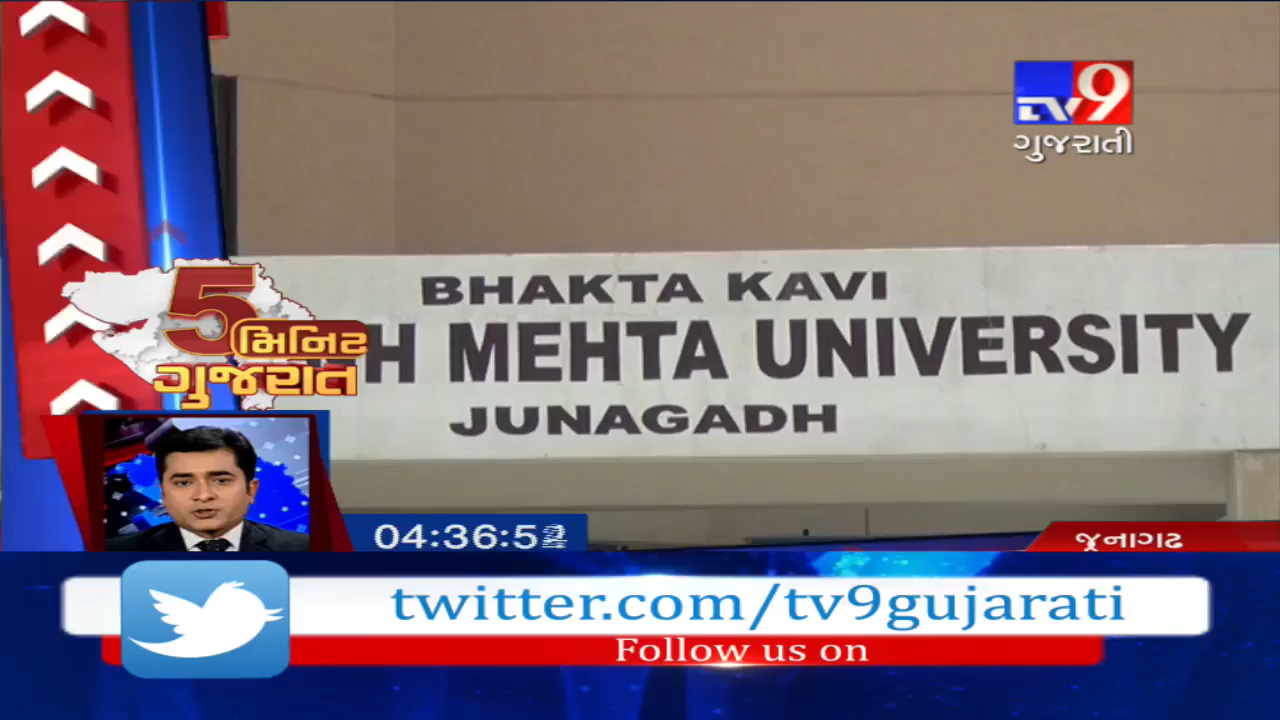 TV9
ગુજરાતી
BHAKTA KAVI
H MEHTA UNIVERSITY
JUNAGADH
5
મિનિટ
ગુજરાત
04:36:5
જૂનાગઢ
twitter.com/tv9gujarati
Follow us on